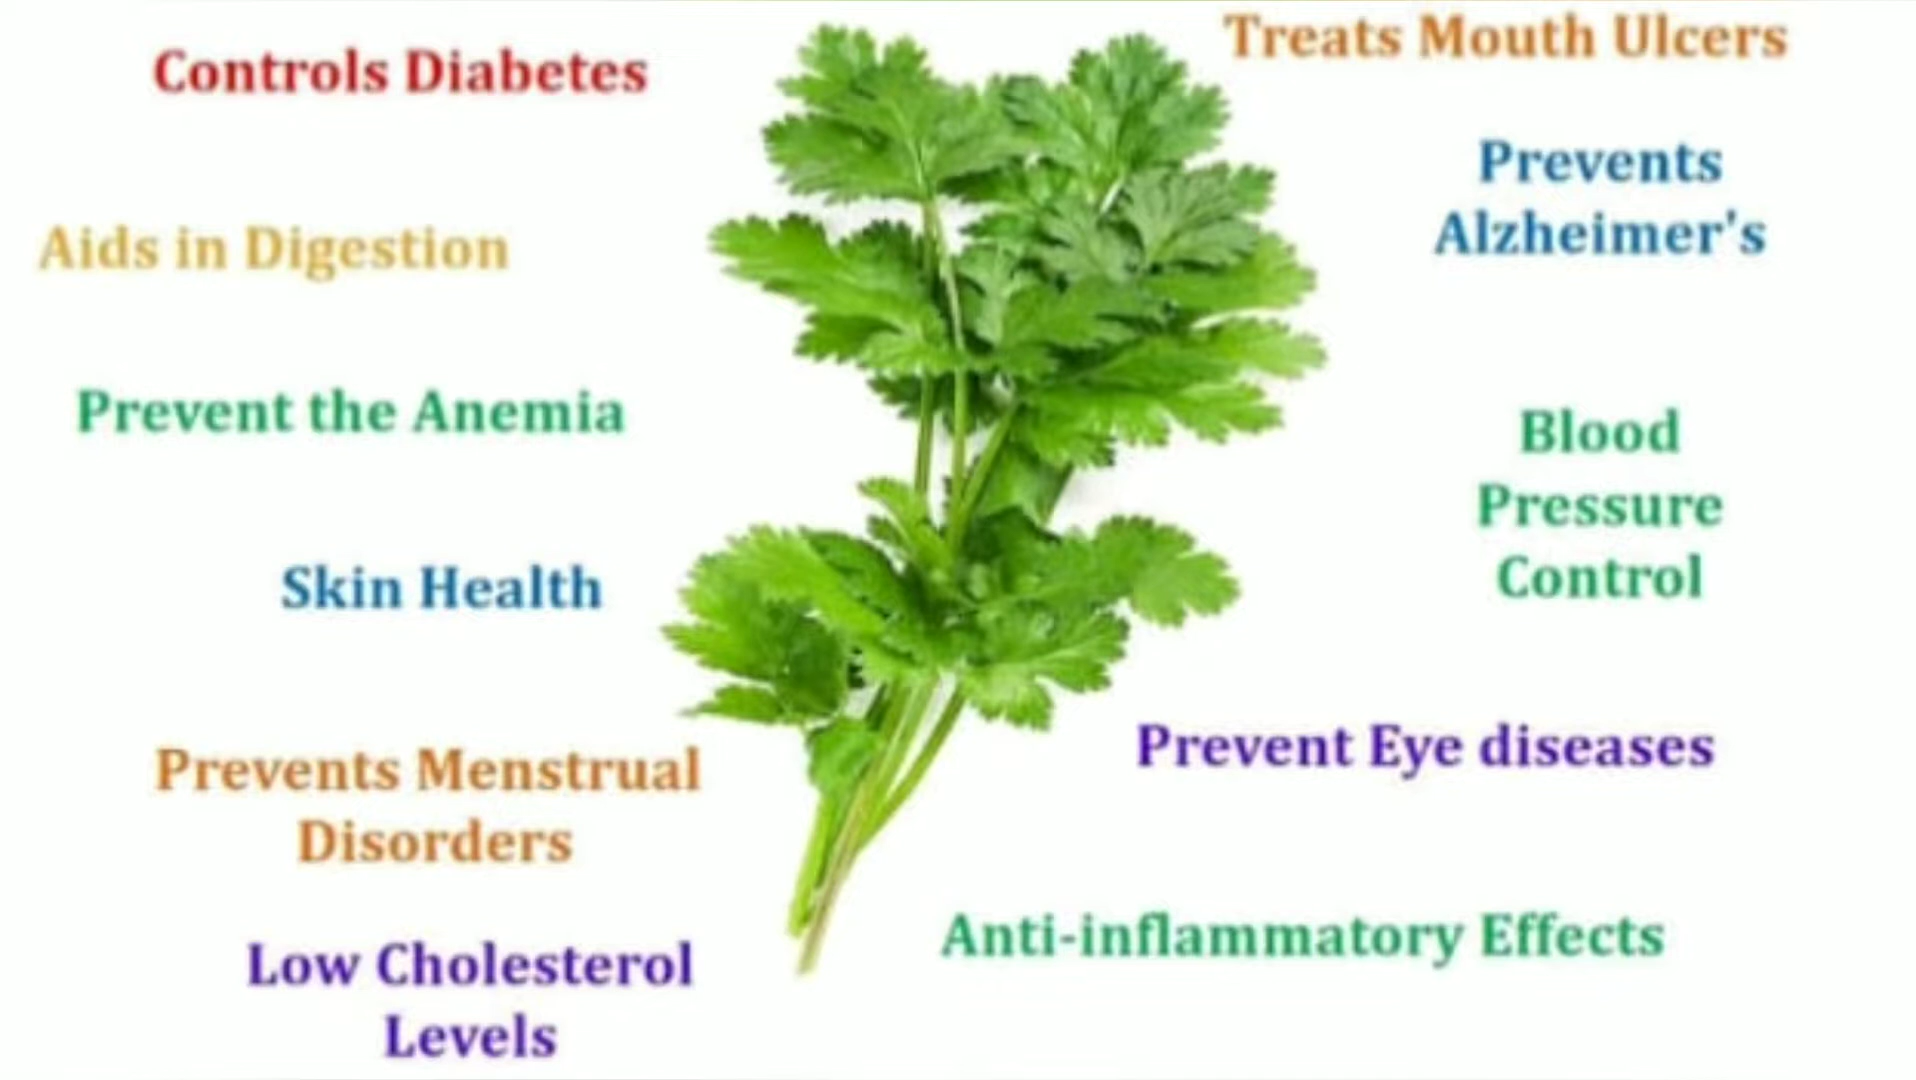 Controls Diabetes
Aids in Digestion
Prevent the Anemia
Skin Health
Prevents Menstrual
Disorders
Low Cholesterol
Levels
Treats Mouth Ulcers
Prevents
Alzheimer's
Blood
Pressure
Control
Prevent Eye diseases
Anti-inflammatory Effects